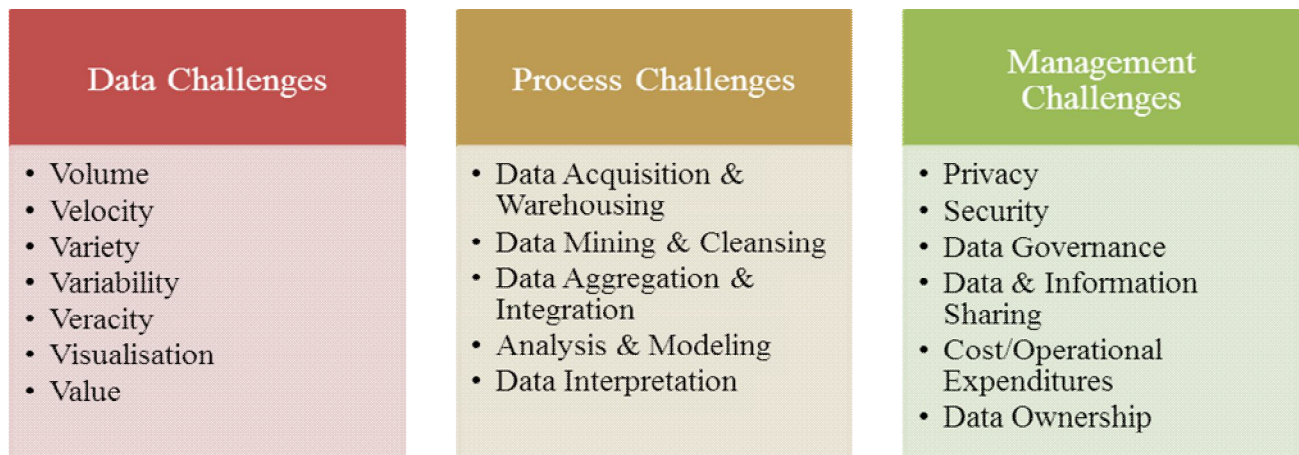 Data Challenges
• Volume
• Velocity
• Variety
• Variability
• Veracity
• Visualisation
• Value
Process Challenges
• Data Acquisition &
Warehousing
• Data Mining & Cleansing
• Data Aggregation &
Integration
• Analysis & Modeling
• Data Interpretation
Management
Challenges
• Privacy
• Security
• Data Governance
• Data & Information
Sharing
• Cost/Operational
Expenditures
• Data Ownership